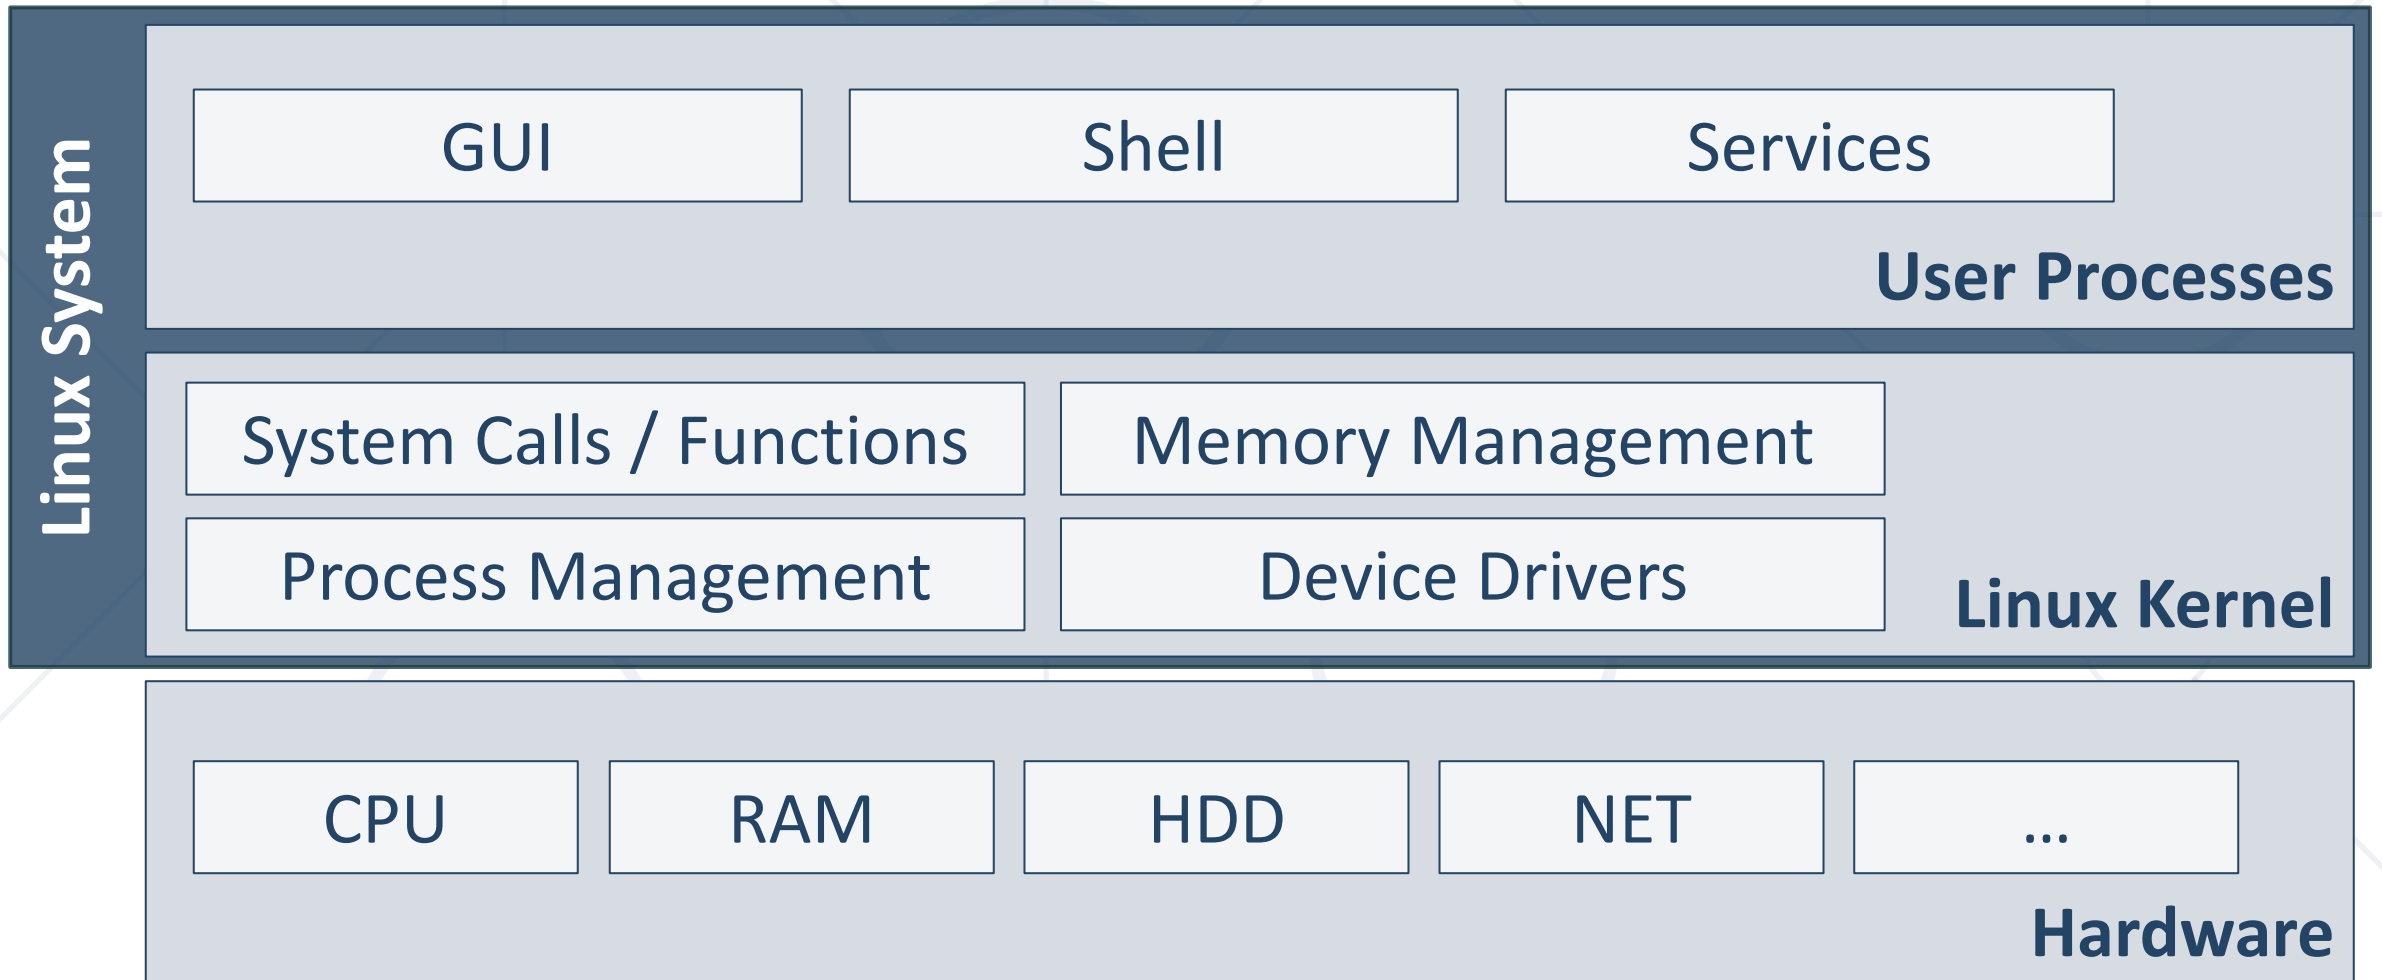 Linux System
GUI
Shell
Services
User Processes
System Calls / Functions
Memory Management
Process Management
Device Drivers
Linux Kernel
CPU
RAM
HDD
NET
...
Hardware